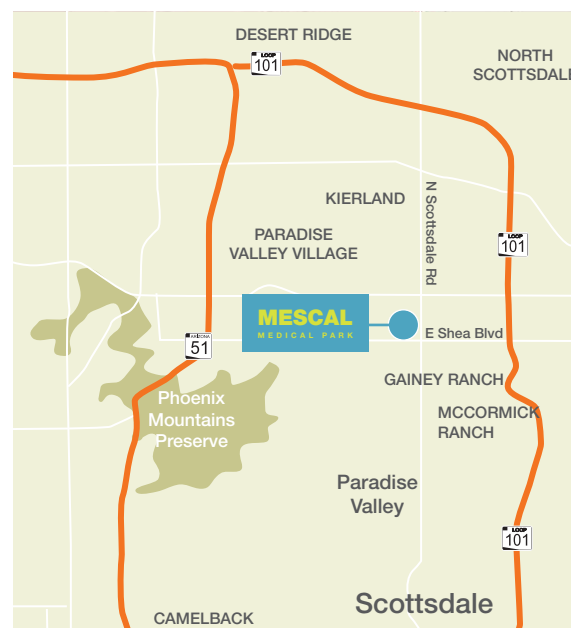 DESERT RIDGE
LOOP
101
NORTH
SCOTTSDALE
KIERLAND
N Scottsdale Rd
PARADISE
VALLEY VILLAGE
LOOP
101
MESCAL
MEDICAL PARK
E Shea Blvd
ARIZONA
51
GAINEY RANCH
Phoenix
Mountains
Preserve
MCCORMICK
RANCH
Paradise
Valley
LOOP
101
Scottsdale
CAMELBACK